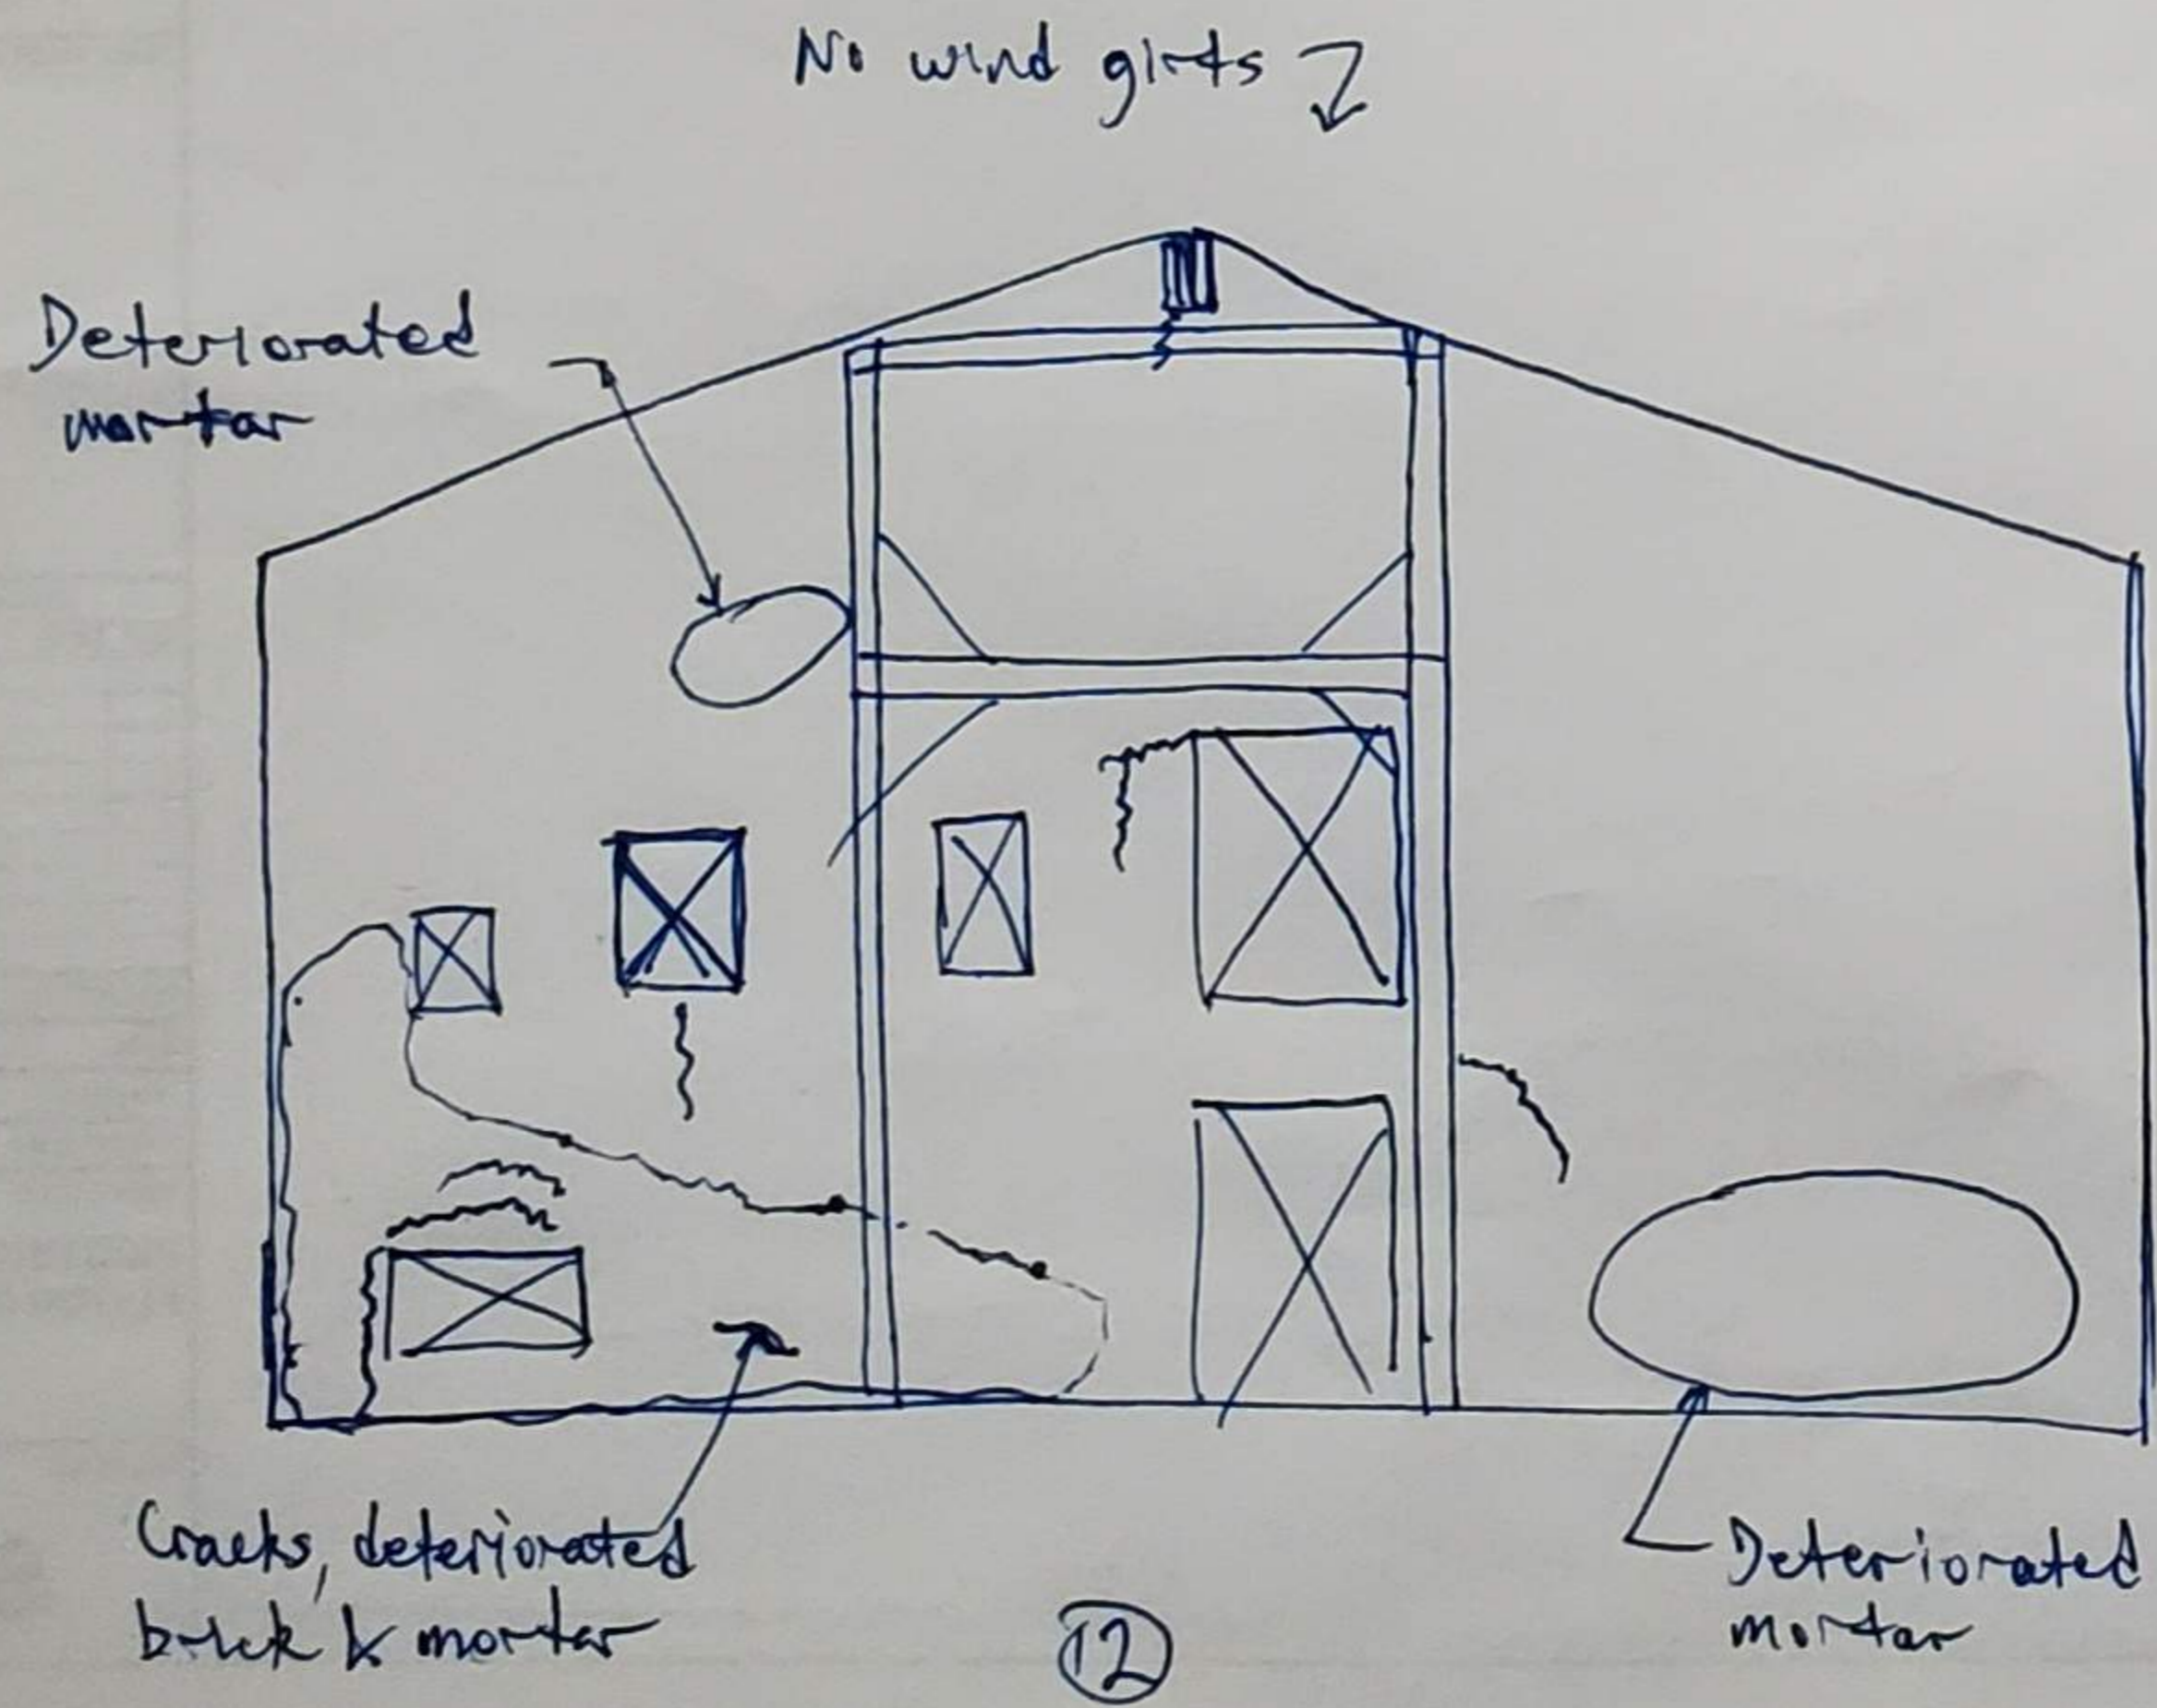 No wind girts
Deteriorated
mortar
Cracks, deteriorated
brick & mortar
Deteriorated
mortar
12